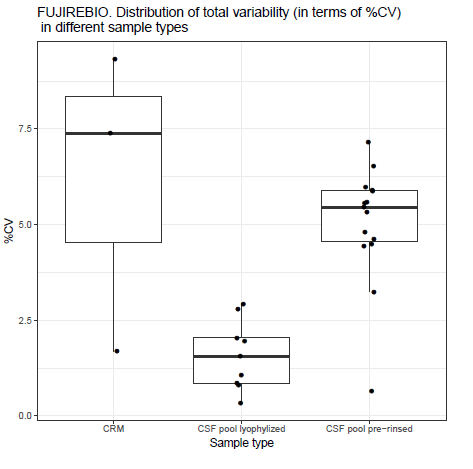 FUJIREBIO. Distribution of total variability (in terms of %CV)
in different sample types
%CV
7.5
5.0
2.5
0.0
CRM
CSF pool lyophylized
CSF pool pre-rinsed
Sample type